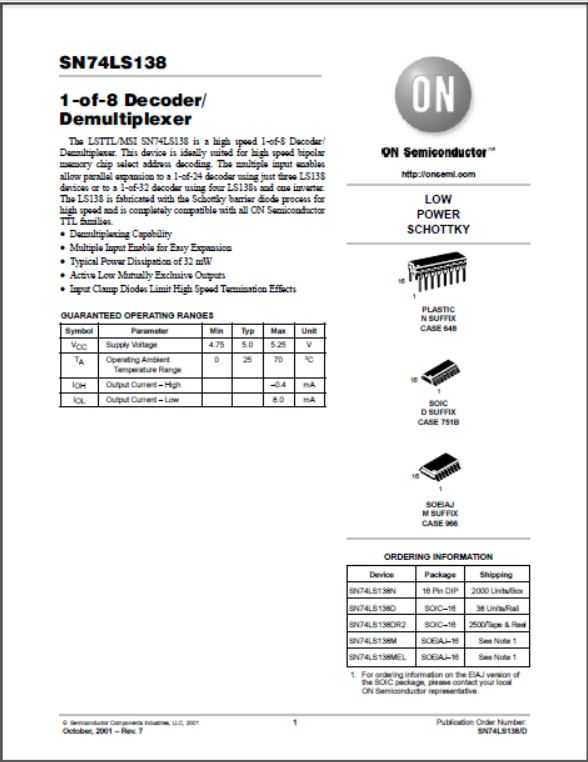 SN74LS138
1-of-8 Decoder/
Demultiplexer
The LSTTL/MSI SN74LS138 is a high speed 1-of-8 Decoder/
Demultiplexer. This device is ideally suited for high speed bipolar
memory chip select address decoding. The multiple input enables
allow parallel expansion to a 1-of-24 decoder using just three LS138
devices or to a 1-of-32 decoder using four LS138s and one inverter.
The LS138 is fabricated with the Schottky barrier diode process for
high speed and is completely compatible with all ON Semiconductor
TTL families.
• Demultiplexing Capability
• Multiple Input Enable for Easy Expansion
• Typical Power Dissipation of 32 mW
• Active Low Mutually Exclusive Outputs
• Input Clamp Diodes Limit High Speed Termination Effects
GUARANTEED OPERATING RANGES
Symbol Parameter Min Typ Max Unit
VCC Supply Voltage 4.75 5.0 5.25 V
TA Operating Ambient 0 25 70 °C
Temperature Range
IOH Output Current – High –0.4 mA
IOL Output Current – Low 8.0 mA
ON
ON Semiconductor™
http://onsemi.com
LOW
POWER
SCHOTTKY
16
1
PLASTIC
N SUFFIX
CASE 648
16
1
SOIC
D SUFFIX
CASE 751B
16
1
SOEIAJ
M SUFFIX
CASE 966
ORDERING INFORMATION
Device Package Shipping
SN74LS138N 16 Pin DIP 2000 Units/Box
SN74LS138D SOIC–16 38 Units/Rail
SN74LS138DR2 SOIC–16 2500/Tape & Reel
SN74LS138M SOEIAJ–16 See Note 1
SN74LS138MEL SOEIAJ–16 See Note 1
1. For ordering information on the EIAJ version of
the SOIC package, please contact your local
ON Semiconductor representative.
© Semiconductor Components Industries, LLC, 2001
October, 2001 – Rev. 7
1
Publication Order Number:
SN74LS138/D